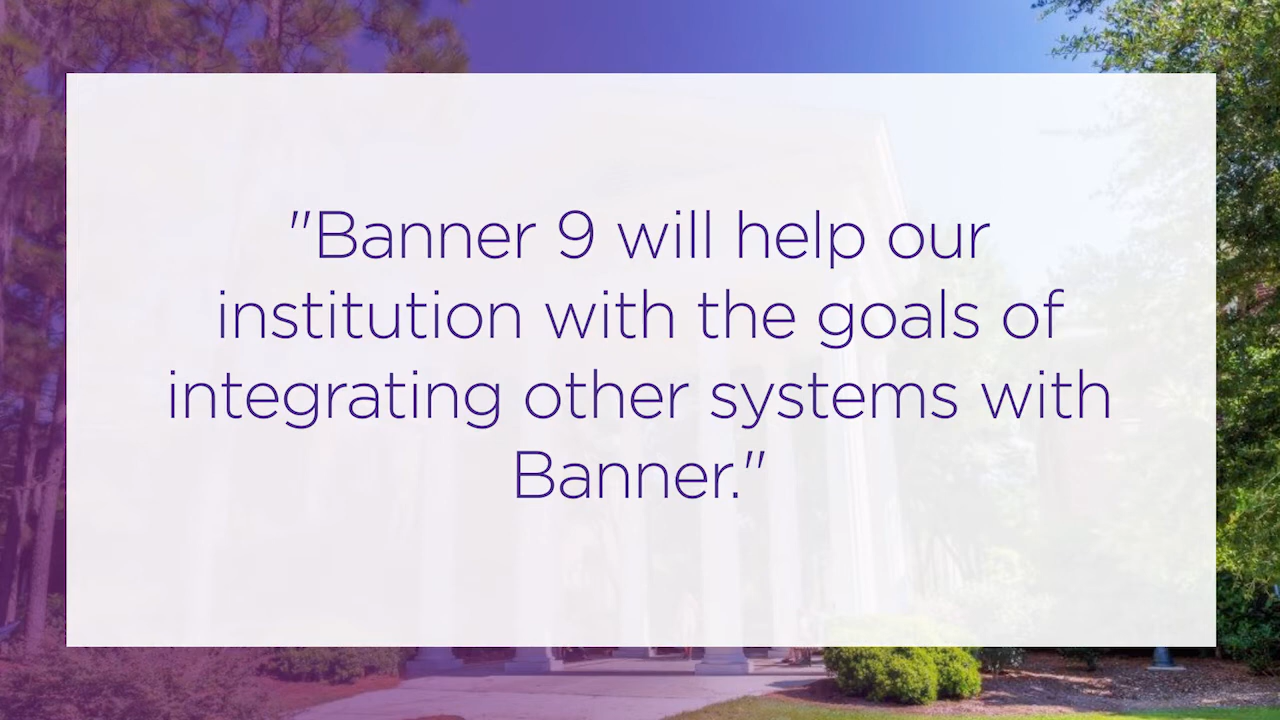 "Banner 9 will help our
institution with the goals of
integrating other systems with
Banner."